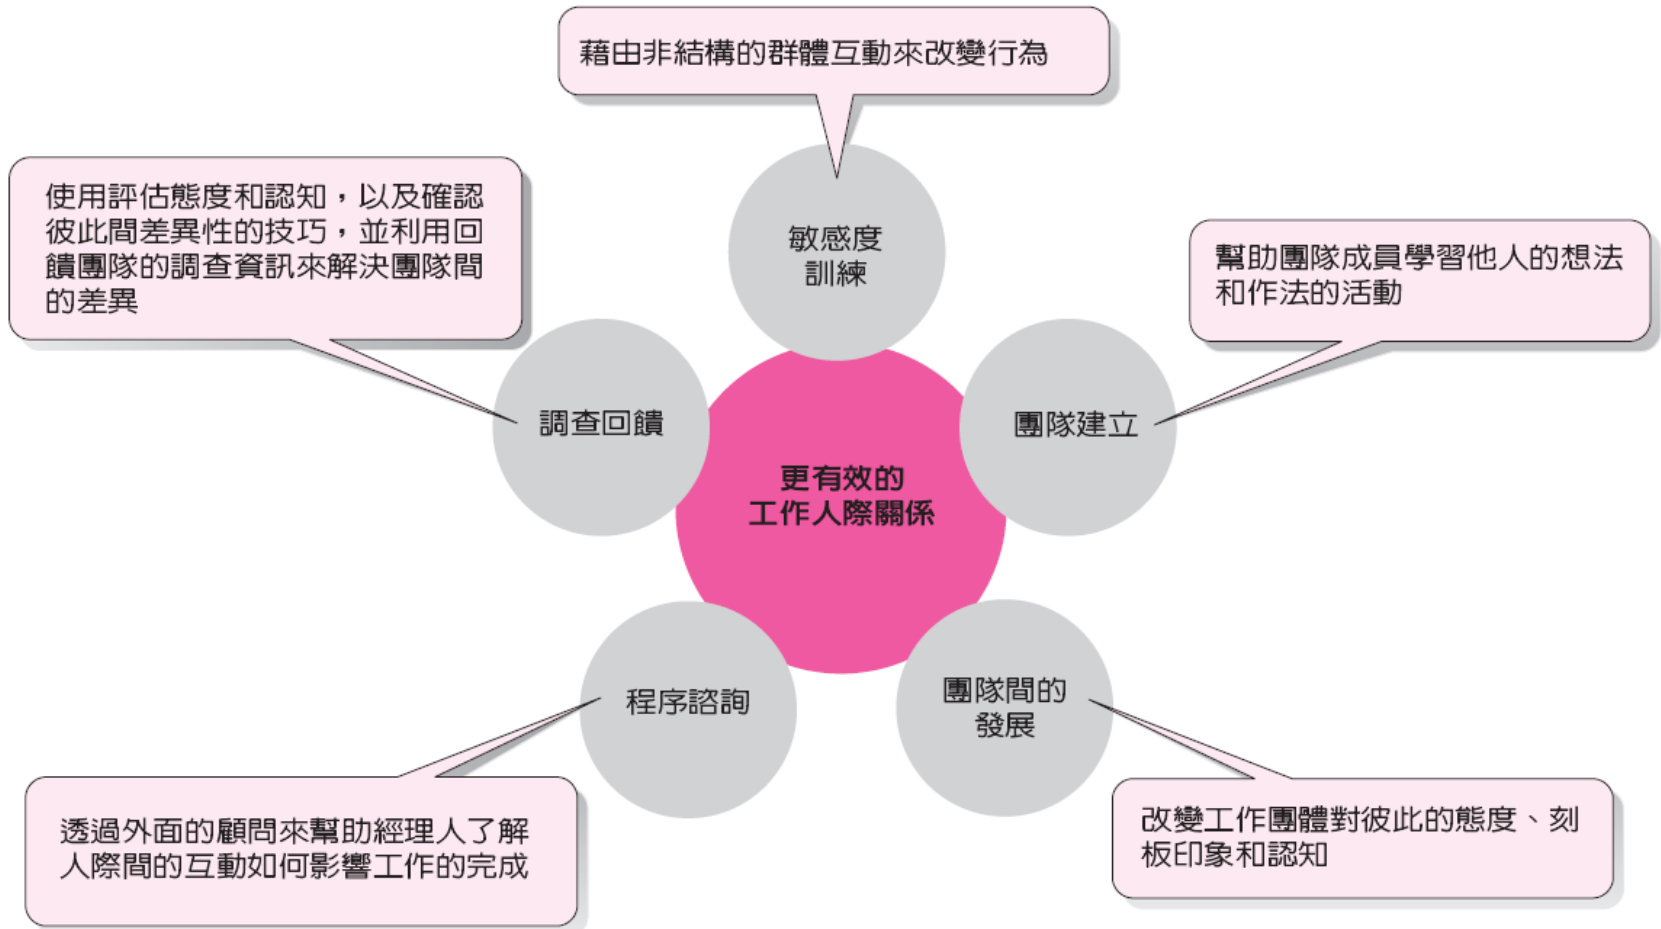 藉由非結構的群體互動來改變行為
敏感度
訓練
使用評估態度和認知，以及確認
彼此間差異性的技巧，並利用回
饋團隊的調查資訊來解決團隊間
的差異
調查回饋
幫助團隊成員學習他人的想法
和作法的活動
團隊建立
更有效的
工作人際關係
程序諮詢
透過外面的顧問來幫助經理人了解
人際間的互動如何影響工作的完成
團隊間的
發展
改變工作團體對彼此的態度、刻
板印象和認知